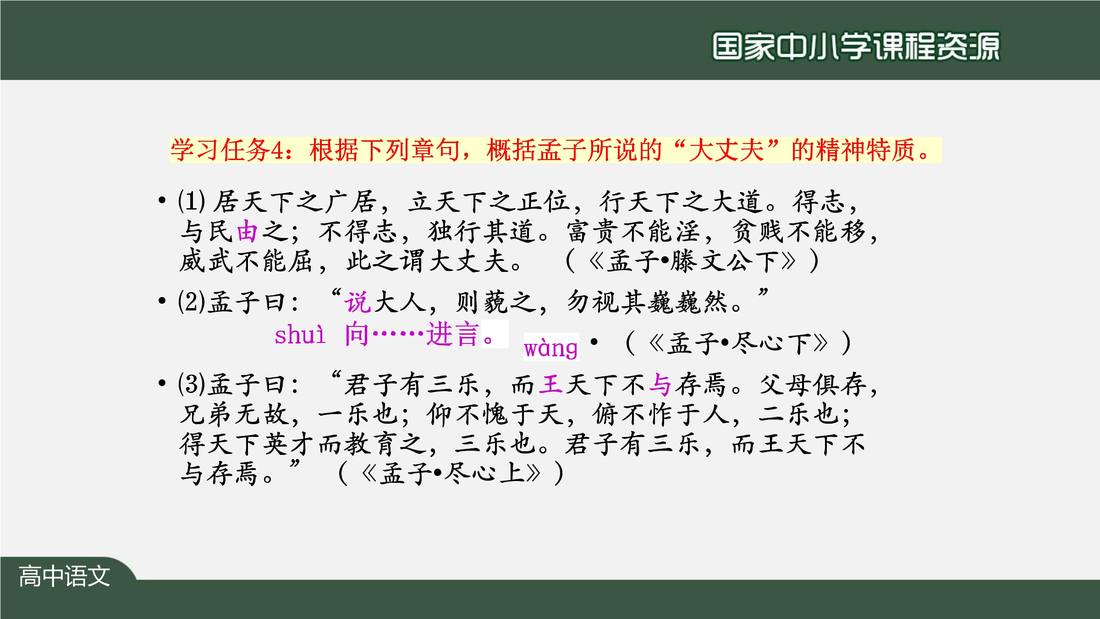 国家中小学课程资源
学习任务4：根据下列章句，概括孟子所说的“大丈夫”的精神特质。
• (1) 居天下之广居，立天下之正位，行天下之大道。得志，
与民由之；不得志，独行其道。富贵不能淫，贫贱不能移，
威武不能屈，此之谓大丈夫。 （《孟子•滕文公下》）
• (2)孟子曰：“说大人，则藐之，勿视其巍巍然。”
shuì 向……进言。
wàng • （《孟子•尽心下》）
• (3)孟子曰：“君子有三乐，而王天下不与存焉。父母俱存，
兄弟无故，一乐也；仰不愧于天，俯不怍于人，二乐也；
得天下英才而教育之，三乐也。君子有三乐，而王天下不
与存焉。” （《孟子•尽心上》）
高中语文